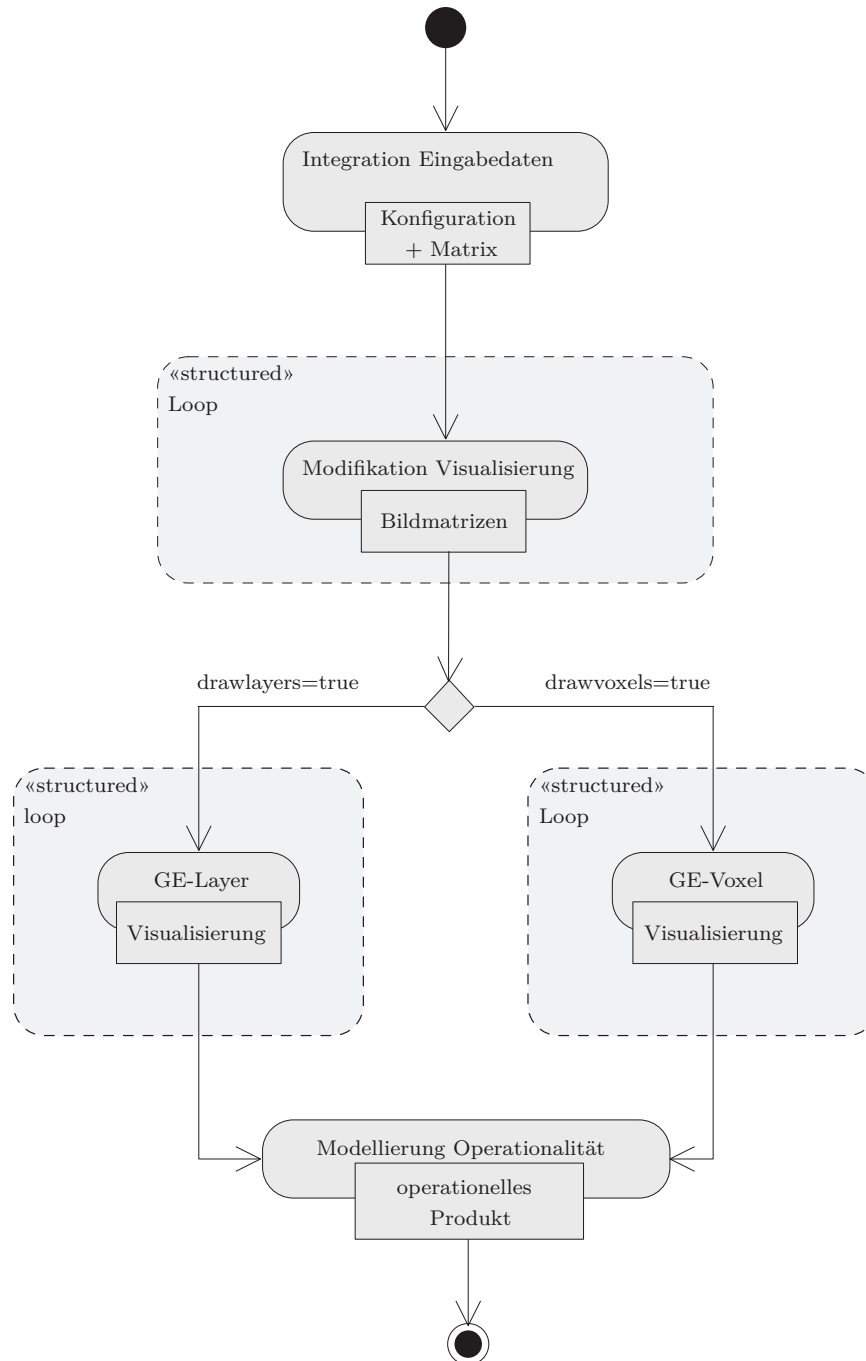 Integration Eingabedaten
Konfiguration
+ Matrix
«structured»
Loop
Modifikation Visualisierung
Bildmatrizen
drawlayers=true
drawvoxels=true
«structured»
loop
GE-Layer
Visualisierung
«structured»
Loop
GE-Voxel
Visualisierung
Modellierung Operationalität
operationelles
Produkt